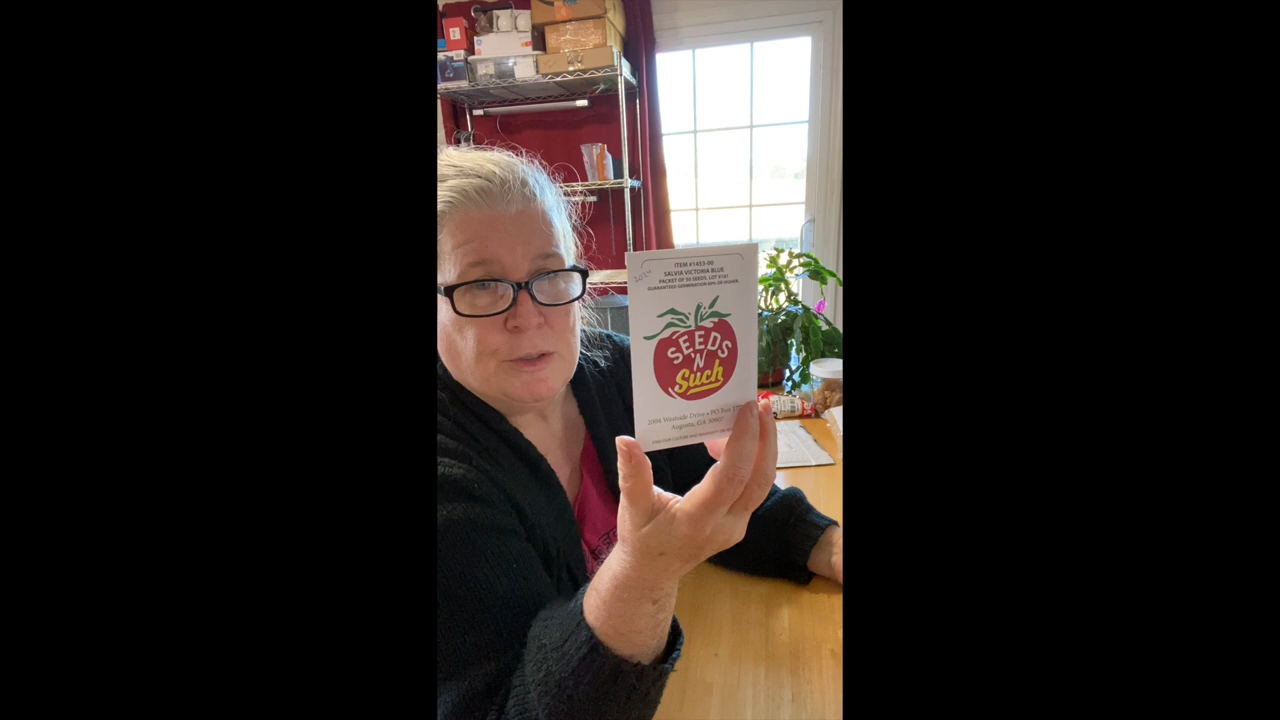 2024
ITEM #1453-00
SALVIA VICTORIA BLUE
PACKET OF 50 SEEDS, LOT #181
GUARANTEED GERMINATION 80% OR HIGHER.
SEEDS
'N
Such
2004 Westside Drive • PO Box
Augusta, GA 30907